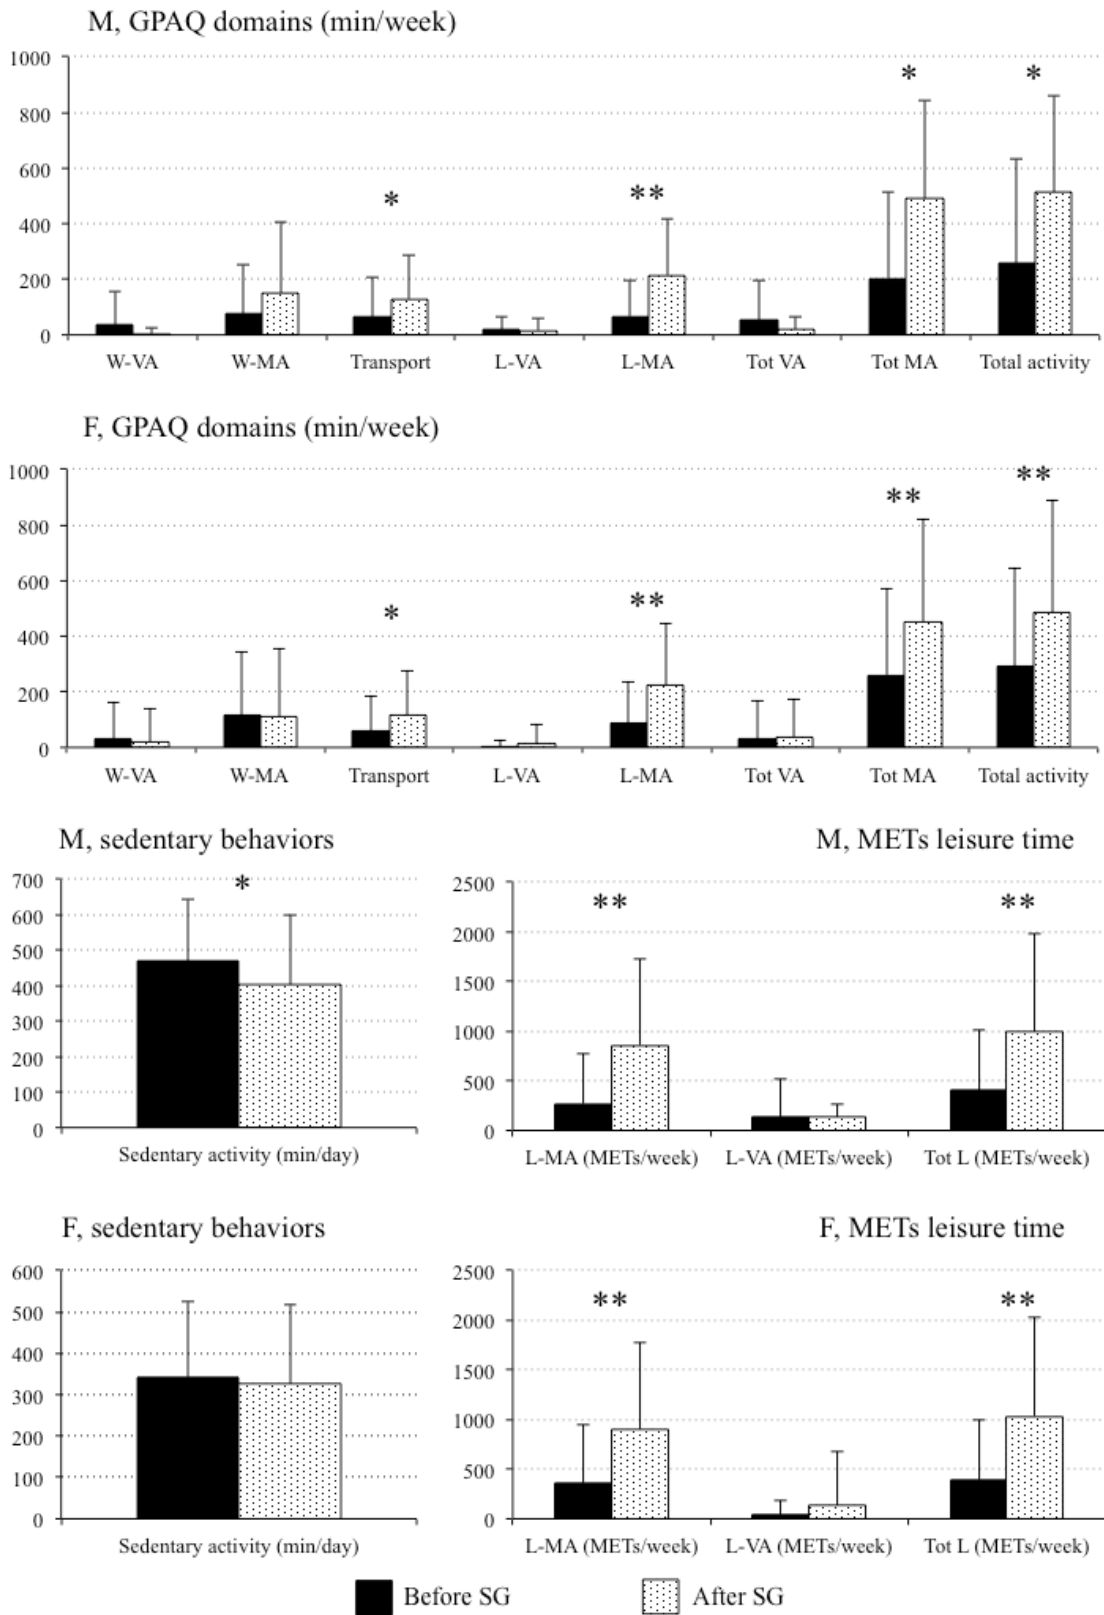 M, GPAQ domains (min/week)
1000
800
600
400
200
0
* ** * *
W-VA W-MA Transport L-VA L-MA Tot VA Tot MA Total activity
F, GPAQ domains (min/week)
1000
800
600
400
200
0
* ** ** **
W-VA W-MA Transport L-VA L-MA Tot VA Tot MA Total activity
M, sedentary behaviors
700
600
500
400
300
200
100
0
*
Sedentary activity (min/day)
M, METs leisure time
2500
2000
1500
1000
500
0
** **
L-MA (METs/week) L-VA (METs/week) Tot L (METs/week)
F, sedentary behaviors
600
500
400
300
200
100
0
Sedentary activity (min/day)
F, METs leisure time
2500
2000
1500
1000
500
0
** **
L-MA (METs/week) L-VA (METs/week) Tot L (METs/week)
Before SG After SG